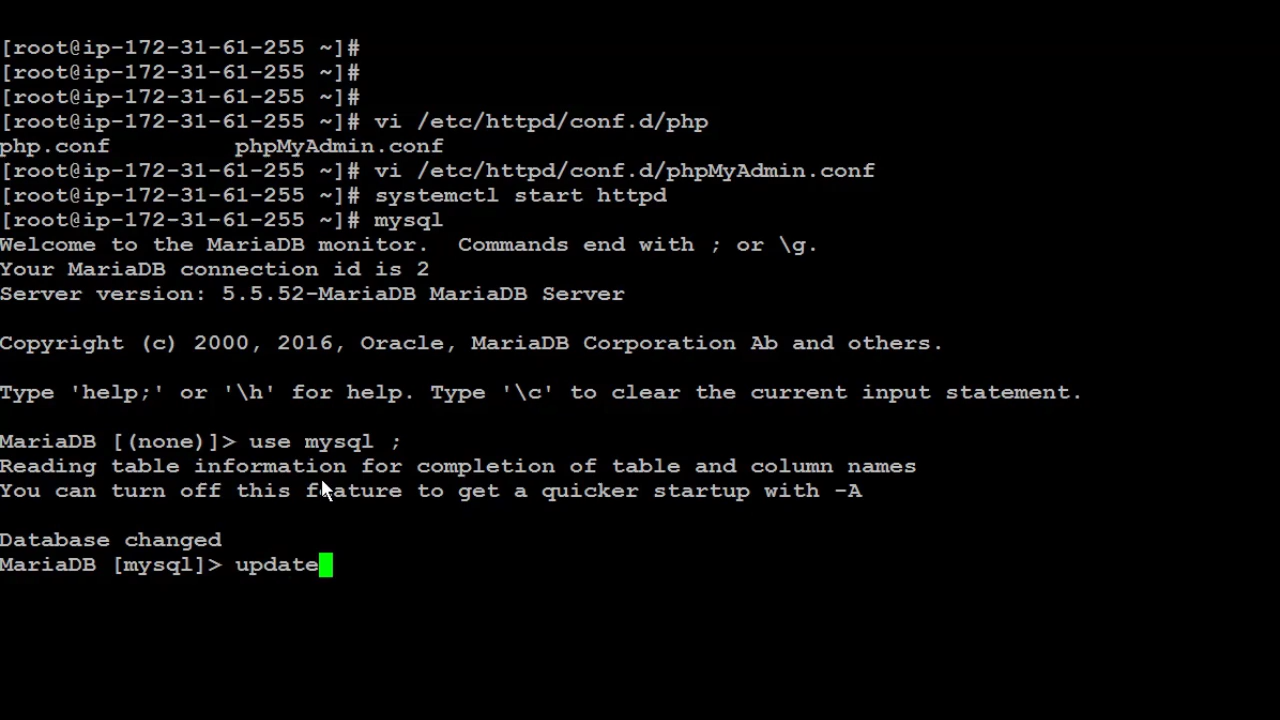 [root@ip-172-31-61-255 ~]#
[root@ip-172-31-61-255 ~]#
[root@ip-172-31-61-255 ~]#
[root@ip-172-31-61-255 ~]# vi /etc/httpd/conf.d/php
php.conf         phpMyAdmin.conf
[root@ip-172-31-61-255 ~]# vi /etc/httpd/conf.d/phpMyAdmin.conf
[root@ip-172-31-61-255 ~]# systemctl start httpd
[root@ip-172-31-61-255 ~]# mysql
Welcome to the MariaDB monitor.  Commands end with ; or \g.
Your MariaDB connection id is 2
Server version: 5.5.52-MariaDB MariaDB Server
Copyright (c) 2000, 2016, Oracle, MariaDB Corporation Ab and others.
Type 'help;' or '\h' for help. Type '\c' to clear the current input statement.
MariaDB [(none)]> use mysql ;
Reading table information for completion of table and column names
You can turn off this feature to get a quicker startup with -A
Database changed
MariaDB [mysql]> update